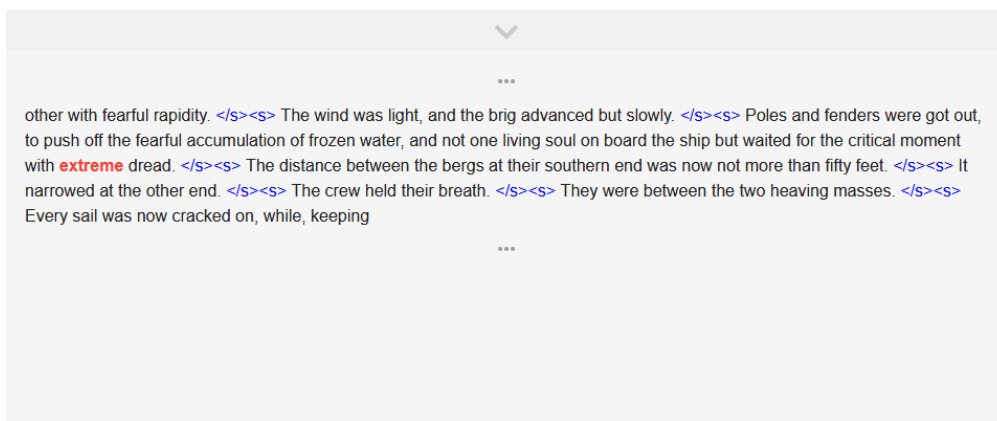 ...
other with fearful rapidity. </s><s> The wind was light, and the brig advanced but slowly. </s><s> Poles and fenders were got out,
to push off the fearful accumulation of frozen water, and not one living soul on board the ship but waited for the critical moment
with extreme dread. </s><s> The distance between the bergs at their southern end was now not more than fifty feet. </s><s> It
narrowed at the other end. </s><s> The crew held their breath. </s><s> They were between the two heaving masses. </s><s>
Every sail was now cracked on, while, keeping
...